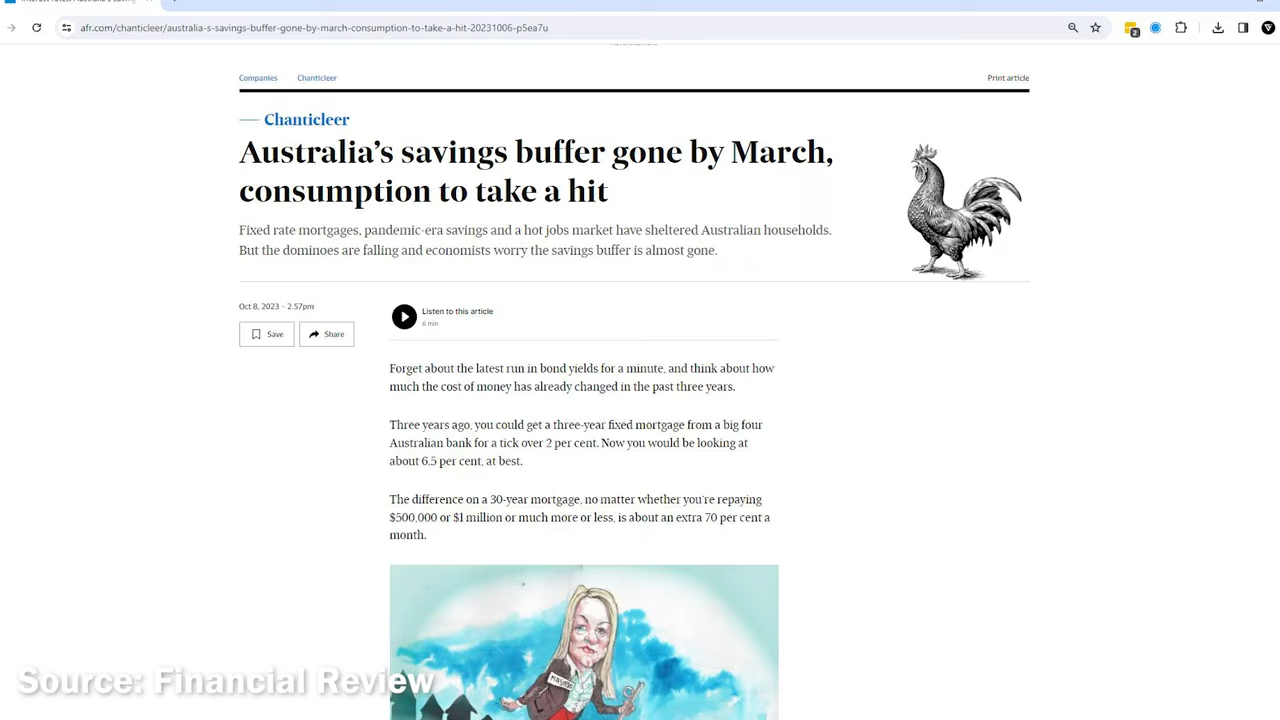 afr.com/chanticleer/australia-s-savings-buffer-gone-by-march-consumption-to-take-a-hit-20231006-p5ea7u
2
Companies
Chanticleer
Print article
Chanticleer
Australia’s savings buffer gone by March,
consumption to take a hit
Fixed rate mortgages, pandemic-era savings and a hot jobs market have sheltered Australian households.
But the dominoes are falling and economists worry the savings buffer is almost gone.
Oct 8, 2023 – 2.57pm
Save
Share
Listen to this article
6 min
Forget about the latest run in bond yields for a minute, and think about how
much the cost of money has already changed in the past three years.
Three years ago, you could get a three-year fixed mortgage from a big four
Australian bank for a tick over 2 per cent. Now you would be looking at
about 6.5 per cent, at best.
The difference on a 30-year mortgage, no matter whether you’re repaying
$500,000 or $1 million or much more or less, is about an extra 70 per cent a
month.
Source: Financial Review